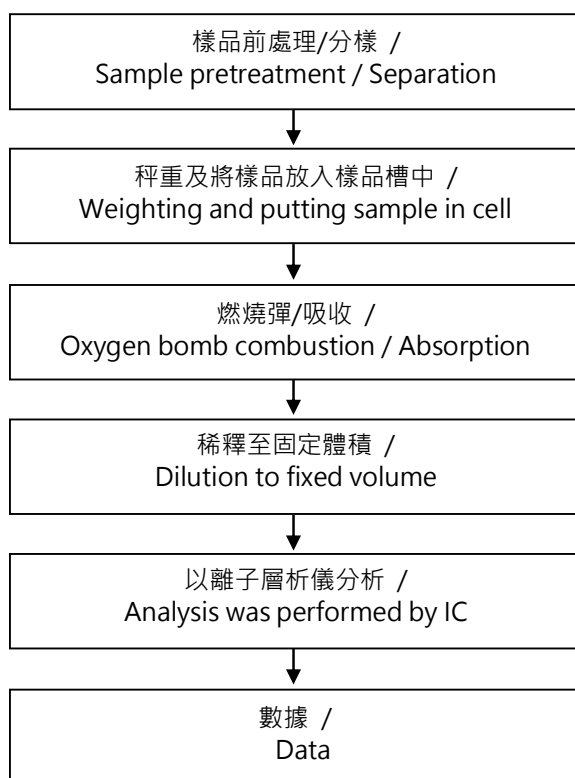 樣品前處理/分樣 /
Sample pretreatment / Separation
秤重及將樣品放入樣品槽中 /
Weighting and putting sample in cell
燃燒彈/吸收 /
Oxygen bomb combustion / Absorption
稀釋至固定體積 /
Dilution to fixed volume
以離子層析儀分析 /
Analysis was performed by IC
數據 /
Data